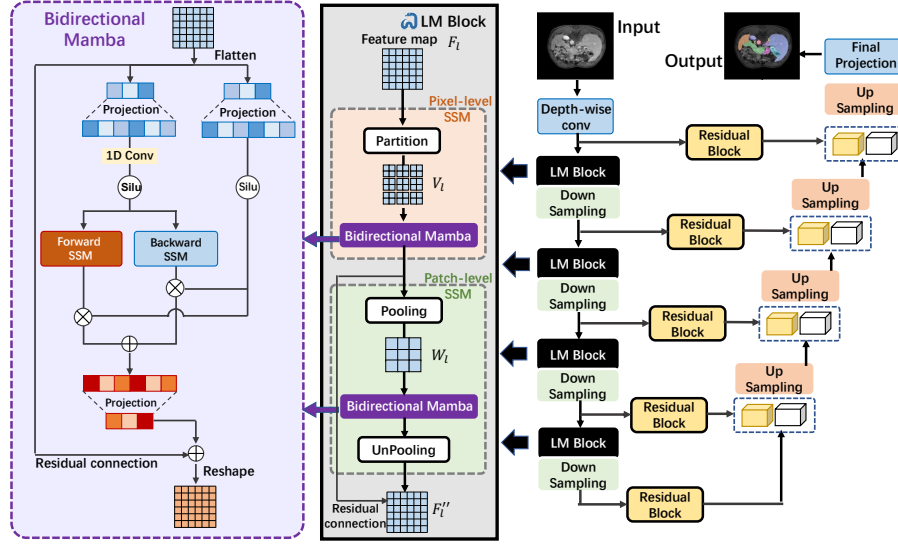 Bidirectional
Mamba
Flatten
Projection
Projection
1D Conv
Silu
Silu
Forward
SSM
Backward
SSM
Projection
Residual connection
Reshape
LM Block
Feature map F_l
Pixel-level
SSM
Partition
V_l
Bidirectional Mamba
Patch-level
SSM
Pooling
W_l
Bidirectional Mamba
UnPooling
Residual
connection
F_l''
Input
Output
Final
Projection
Depth-wise
conv
Up
Sampling
Residual
Block
LM Block
Down
Sampling
Up
Sampling
Residual
Block
LM Block
Down
Sampling
Up
Sampling
Residual
Block
LM Block
Down
Sampling
Up
Sampling
Residual
Block
LM Block
Down
Sampling
Residual
Block